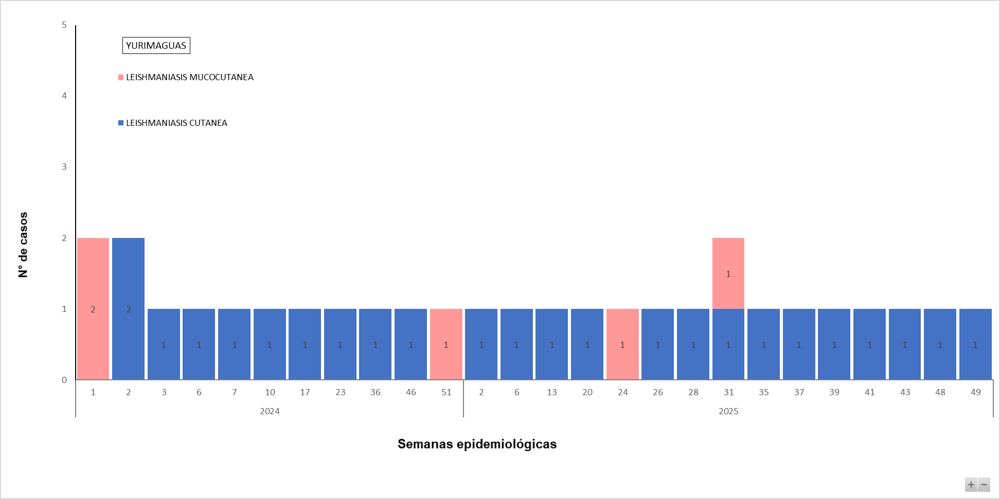 5
YURIMAGUAS
LEISHMANIASIS MUCOCUTANEA
4
LEISHMANIASIS CUTANEA
3
N° de casos
2
1
2 2 1
1 1 1 1 1 1 1 1 1 1 1 1 1 1 1 1 1 1 1 1 1 1 1 1
0
1 2 3 6 7 10 17 23 36 46 51 2 6 13 20 24 26 28 31 35 37 39 41 43 48 49
2024 2025
Semanas epidemiológicas
+ −